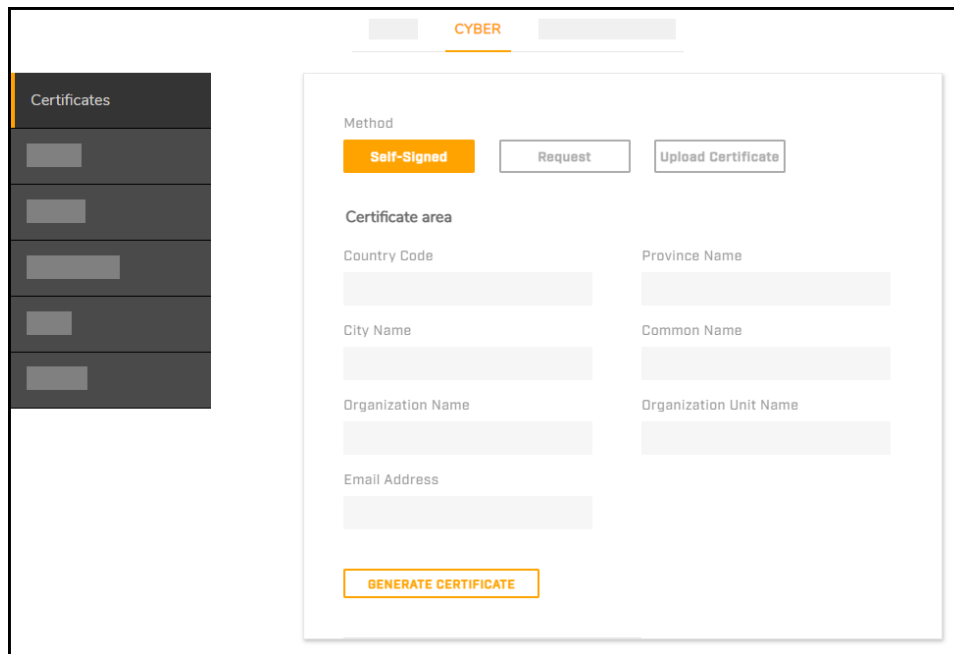 CYBER
Certificates
Method
Self-Signed Request Upload Certificate
Certificate area
Country Code Province Name
City Name Common Name
Organization Name Organization Unit Name
Email Address
GENERATE CERTIFICATE